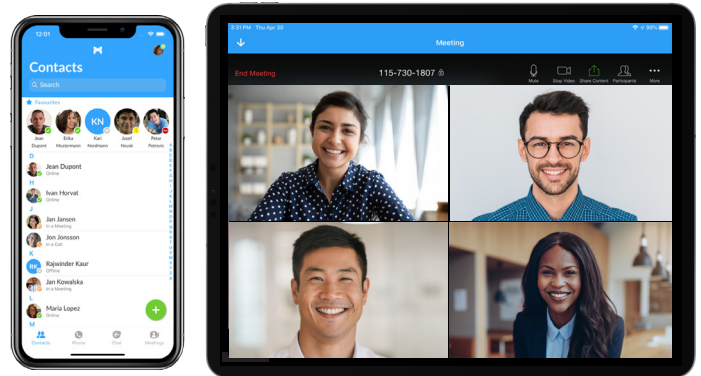 12:01
Contacts
Search
Favourites
KN
Jean Dupont
Erika Mustermann
Kari Nordmann
Josef Novak
Petar Petrovic
D
Jean Dupont
Online
H
Ivan Horvat
Online
J
Jan Jansen
In a Meeting
Jon Jonsson
In a Call
K
RK
Rajwinder Kaur
Offline
Jan Kowalska
In a Meeting
L
Maria Lopez
Online
M
Contacts
Phone
Chat
Meetings
3:31 PM Thu Apr 30
99%
Meeting
End Meeting
115-730-1807
Mute
Stop Video
Share Content
Participants
More